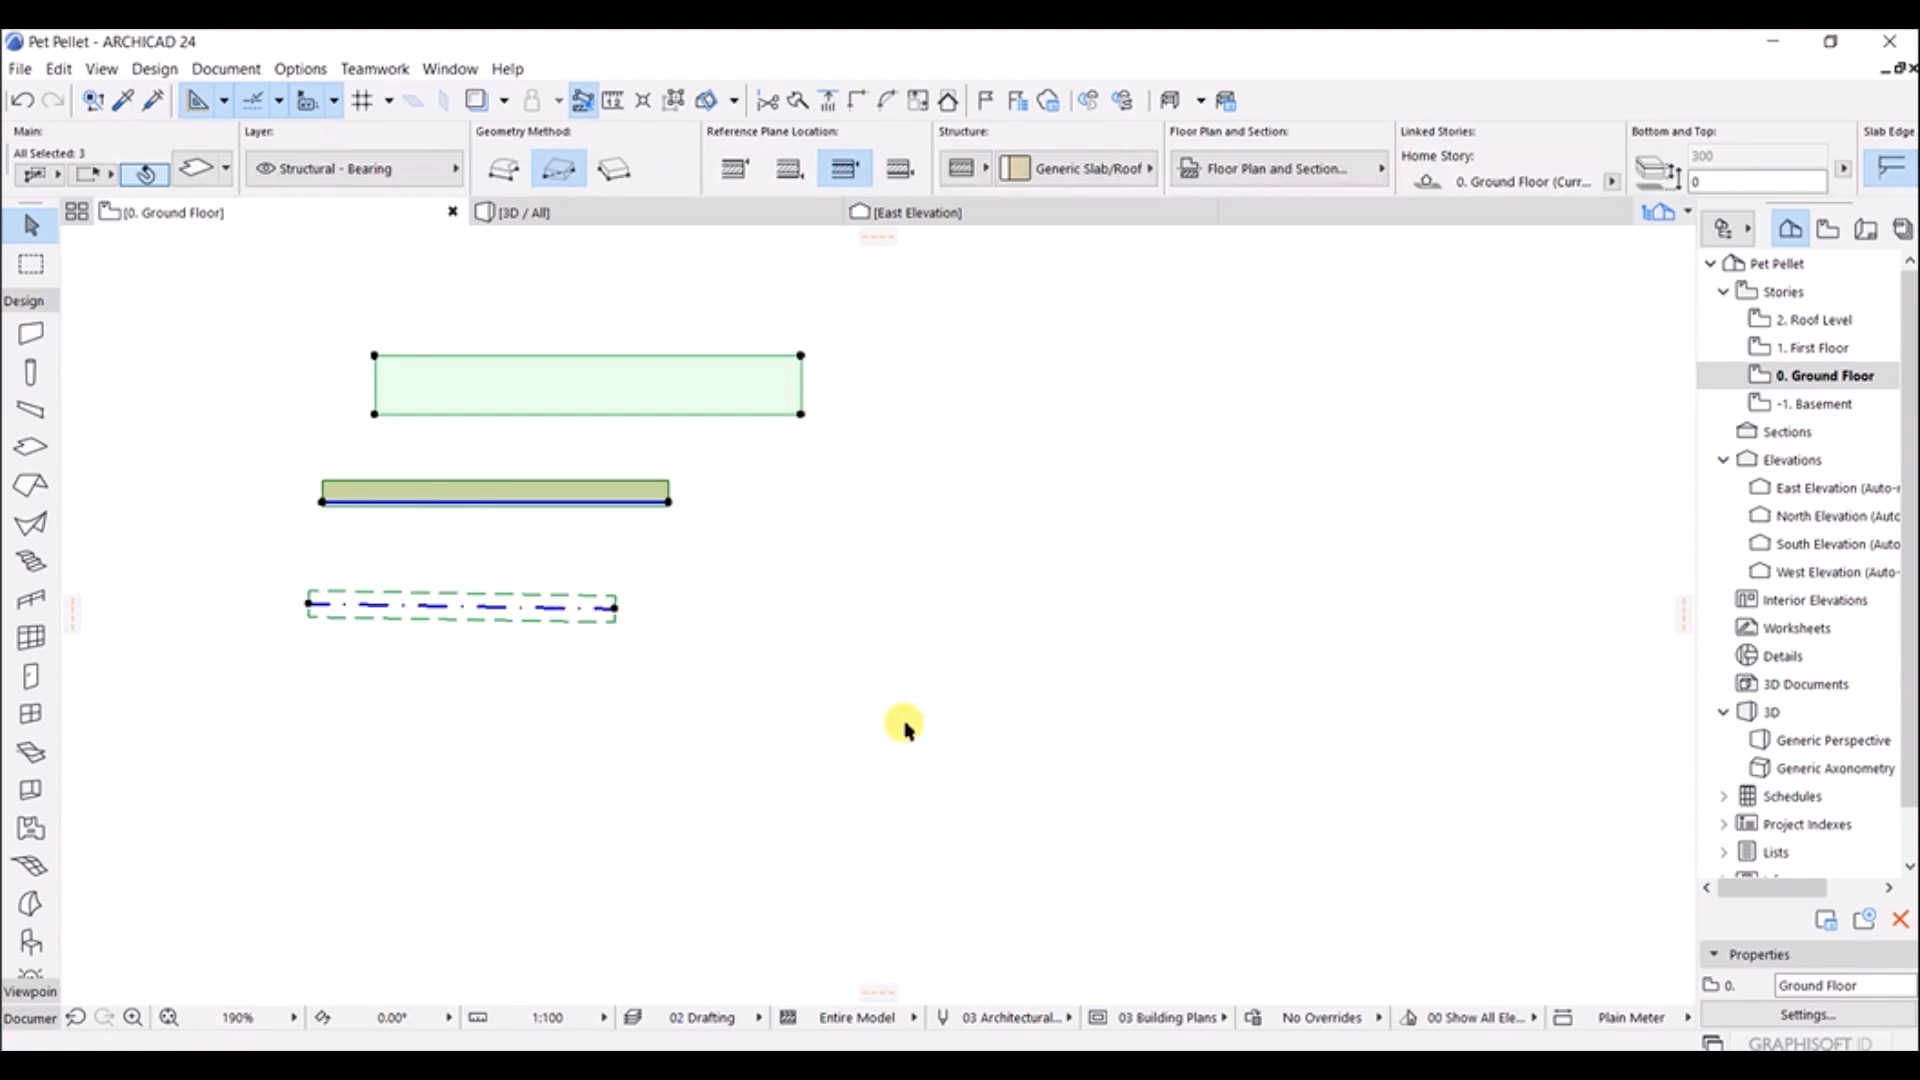 Pet Pellet - ARCHICAD 24
File Edit View Design Document Options Teamwork Window Help
Main: Layer: Geometry Method: Reference Plane Location: Structure: Floor Plan and Section: Linked Stories: Bottom and Top: Slab Edge
All Selected: 3
Home Story:
300
Structural - Bearing
Generic Slab/Roof
Floor Plan and Section...
0. Ground Floor (Curr...
0
[0. Ground Floor] [3D / All] [East Elevation]
Design
Viewpoin
Documer
Pet Pellet
Stories
2. Roof Level
1. First Floor
0. Ground Floor
-1. Basement
Sections
Elevations
East Elevation (Auto-r
North Elevation (Autc
South Elevation (Auto
West Elevation (Auto-
Interior Elevations
Worksheets
Details
3D Documents
3D
Generic Perspective
Generic Axonometry
Schedules
Project Indexes
Lists
Properties
0. Ground Floor
Settings...
GRAPHISOFT ID
190% 0.00° 1:100 02 Drafting Entire Model 03 Architectural... 03 Building Plans No Overrides 00 Show All Ele... Plain Meter